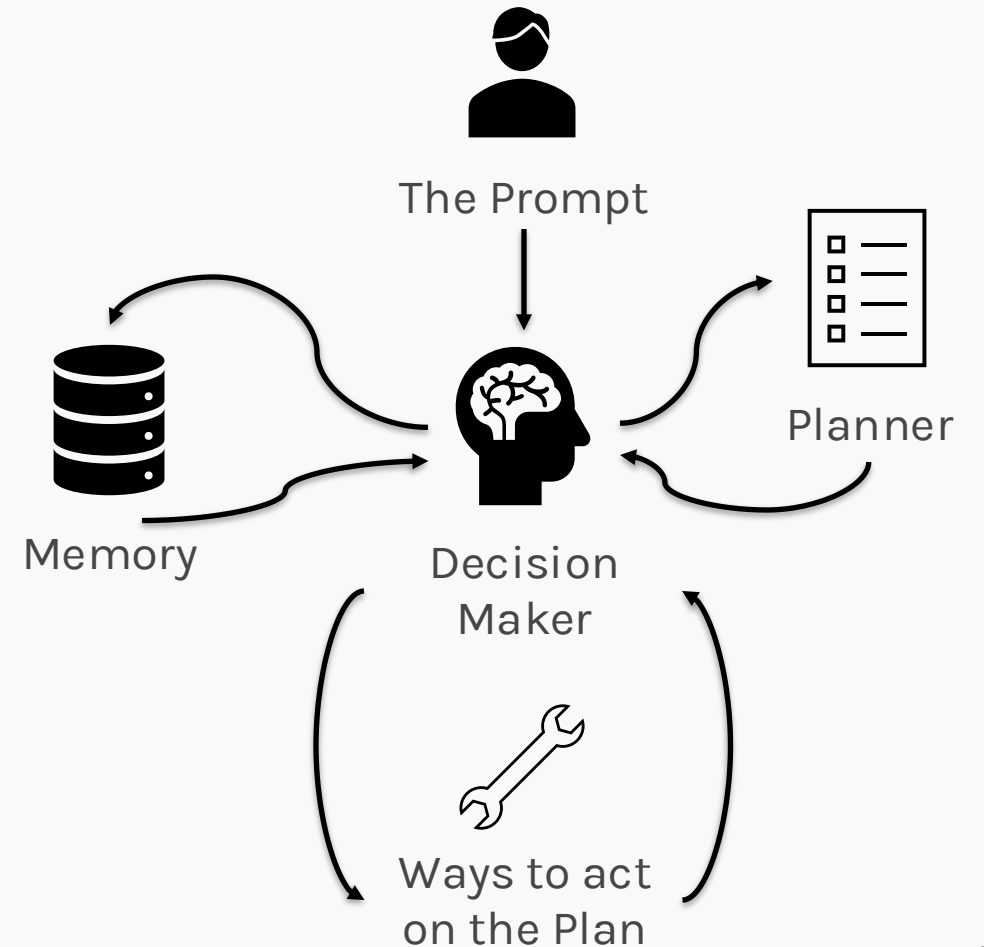 The Prompt
Planner
Memory
Decision
Maker
Ways to act
on the Plan